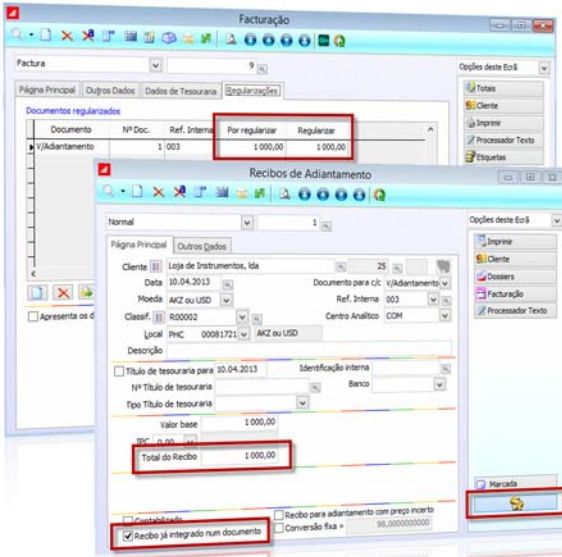 Facturação
Factura 9 Opções deste Ecrã
Página Principal Outros Dados Dados de Tesouraria Regularizações Totais
Documentos regularizados Cliente
Documento Nº Doc. Ref. Interna Por regularizar Regularizar Imprimir
V/Adiantamento 1 003 1 000,00 1 000,00 Processador Texto
Etiquetas
Apresenta os d
Recibos de Adiantamento
Normal 1 Opções deste Ecrã
Página Principal Outros Dados Imprimir
Cliente Loja de Instrumentos, lda 25 Cliente
Data 10.04.2013 Documento para c/c V/Adiantamento Dossiers
Moeda AKZ ou USD Ref. Interna 003 Facturação
Classif. R00002 Centro Analítico COM Processador Texto
Local PHC 00081721 AKZ ou USD
Descrição
Título de tesouraria para 10.04.2013 Identificação interna
Nº Título de tesouraria Banco
Tipo Título de tesouraria
Valor base 1 000,00
IPC 0,00
Total do Recibo 1 000,00
Marcada
Contabilizado Recibo para adiantamento com preço incerto
Recibo já integrado num documento Conversão fixa = 98,0000000000